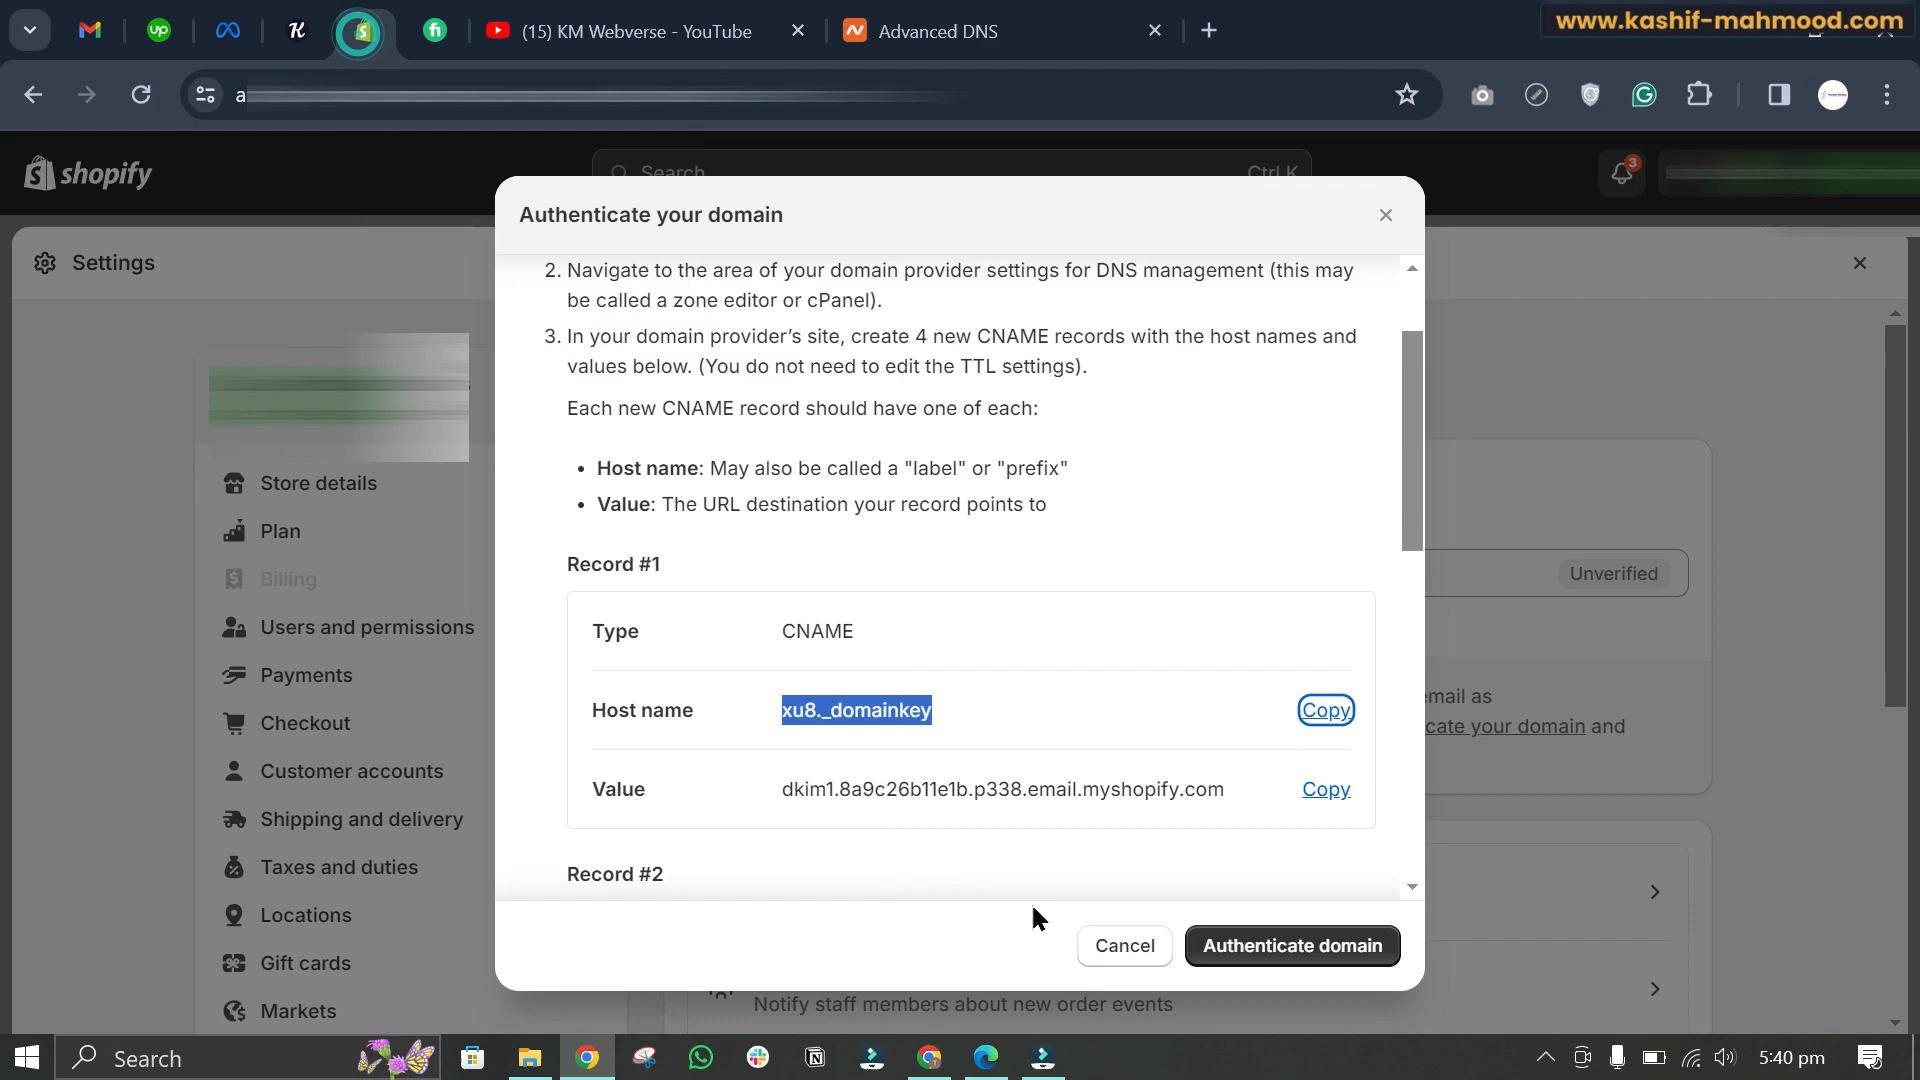 www.kashif-mahmood.com
(15) KM Webverse - YouTube
Advanced DNS
a
shopify
Search
Ctrl K
3
Authenticate your domain
Settings
2. Navigate to the area of your domain provider settings for DNS management (this may
be called a zone editor or cPanel).
3. In your domain provider’s site, create 4 new CNAME records with the host names and
values below. (You do not need to edit the TTL settings).
Each new CNAME record should have one of each:
• Host name: May also be called a "label" or "prefix"
• Value: The URL destination your record points to
Record #1
Type CNAME
Host name xu8._domainkey Copy
Value dkim1.8a9c26b11e1b.p338.email.myshopify.com Copy
Record #2
Cancel
Authenticate domain
Store details
Plan
Billing
Users and permissions
Payments
Checkout
Customer accounts
Shipping and delivery
Taxes and duties
Locations
Gift cards
Markets
Unverified
email as
cate your domain and
Notify staff members about new order events
Search
5:40 pm